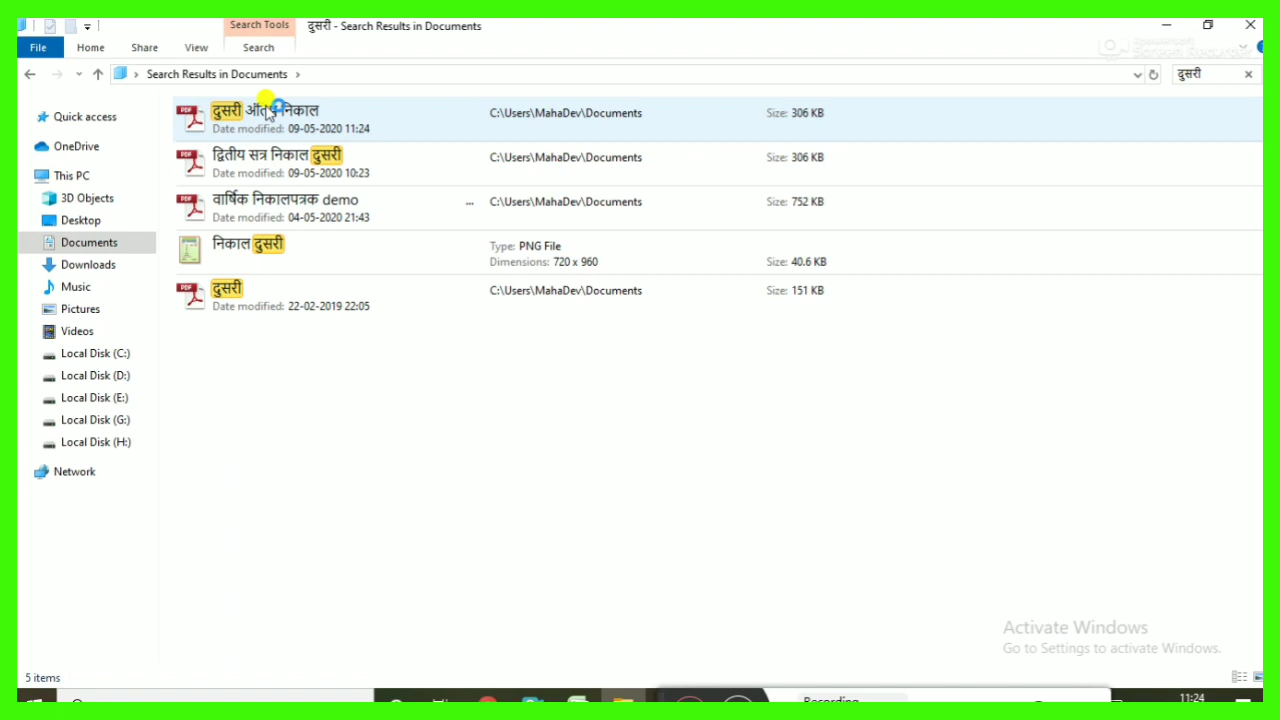 Search Tools
दुसरी - Search Results in Documents
File Home Share View Search
Search Results in Documents
दुसरी
Quick access
OneDrive
This PC
3D Objects
Desktop
Documents
Downloads
Music
Pictures
Videos
Local Disk (C:)
Local Disk (D:)
Local Disk (E:)
Local Disk (G:)
Local Disk (H:)
Network
दुसरी निकाल C:\Users\MahaDev\Documents Size: 306 KB
Date modified: 09-05-2020 11:24
द्वितीय सत्र निकाल दुसरी C:\Users\MahaDev\Documents Size: 306 KB
Date modified: 09-05-2020 10:23
वार्षिक निकालपत्रक demo ... C:\Users\MahaDev\Documents Size: 752 KB
Date modified: 04-05-2020 21:43
निकाल दुसरी Type: PNG File
Dimensions: 720 x 960 Size: 40.6 KB
दुसरी C:\Users\MahaDev\Documents Size: 151 KB
Date modified: 22-02-2019 22:05
Activate Windows
Go to Settings to activate Windows.
5 items
Recording
11:24